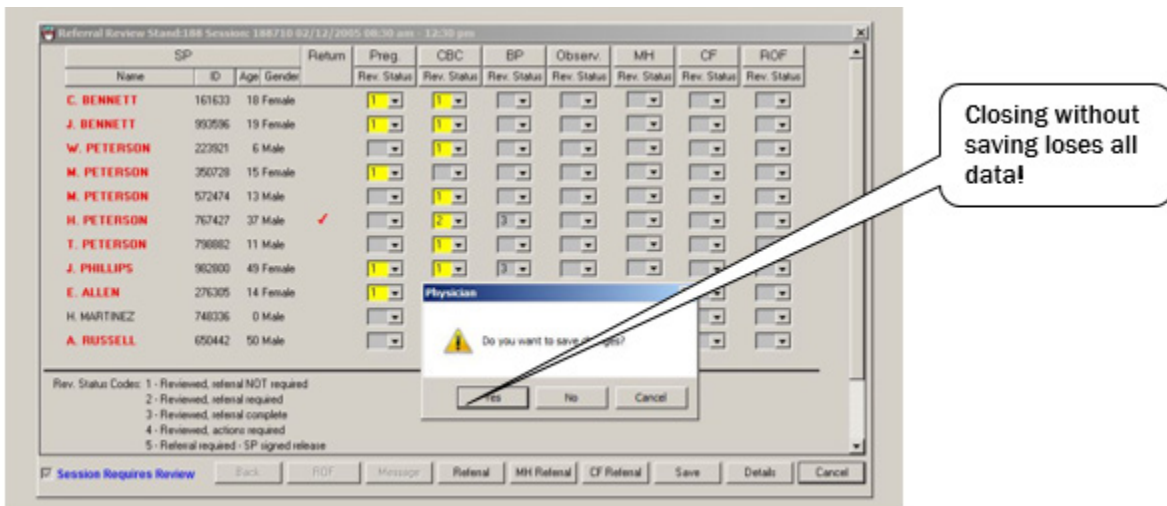 Referral Review Stand:188 Session: 188710 02/12/2005 08:30 am - 12:30 pm
SP Return Preg. CBC BP Observ. MH CF ROF
Name ID Age Gender Rev. Status Rev. Status Rev. Status Rev. Status Rev. Status Rev. Status Rev. Status
C. BENNETT 161633 18 Female 1 1
J. BENNETT 993596 19 Female 1 1
W. PETERSON 223921 6 Male 1
M. PETERSON 350728 15 Female 1
M. PETERSON 572474 13 Male 1
H. PETERSON 767427 37 Male ✓ 2 3
T. PETERSON 798882 11 Male 1
J. PHILLIPS 982800 49 Female 1 1 3
E. ALLEN 276305 14 Female 1
H. MARTINEZ 748336 0 Male
A. RUSSELL 650442 50 Male
Physician
Do you want to save changes?
Yes No Cancel
Closing without
saving loses all
data!
Rev. Status Codes: 1 - Reviewed, referral NOT required
2 - Reviewed, referral required
3 - Reviewed, referral complete
4 - Reviewed, actions required
5 - Referral required - SP signed release
Session Requires Review Back ROF Message Referral MH Referral CF Referral Save Details Cancel